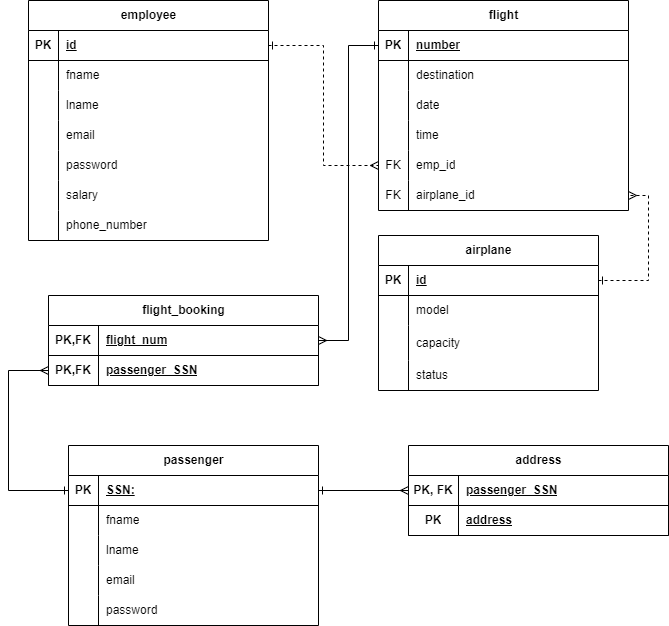 employee
PK id
fname
lname
email
password
salary
phone_number
flight
PK number
destination
date
time
FK emp_id
FK airplane_id
airplane
PK id
model
capacity
status
flight_booking
PK,FK flight_num
PK,FK passenger_SSN
passenger
PK SSN:
fname
lname
email
password
address
PK, FK passenger_SSN
PK address